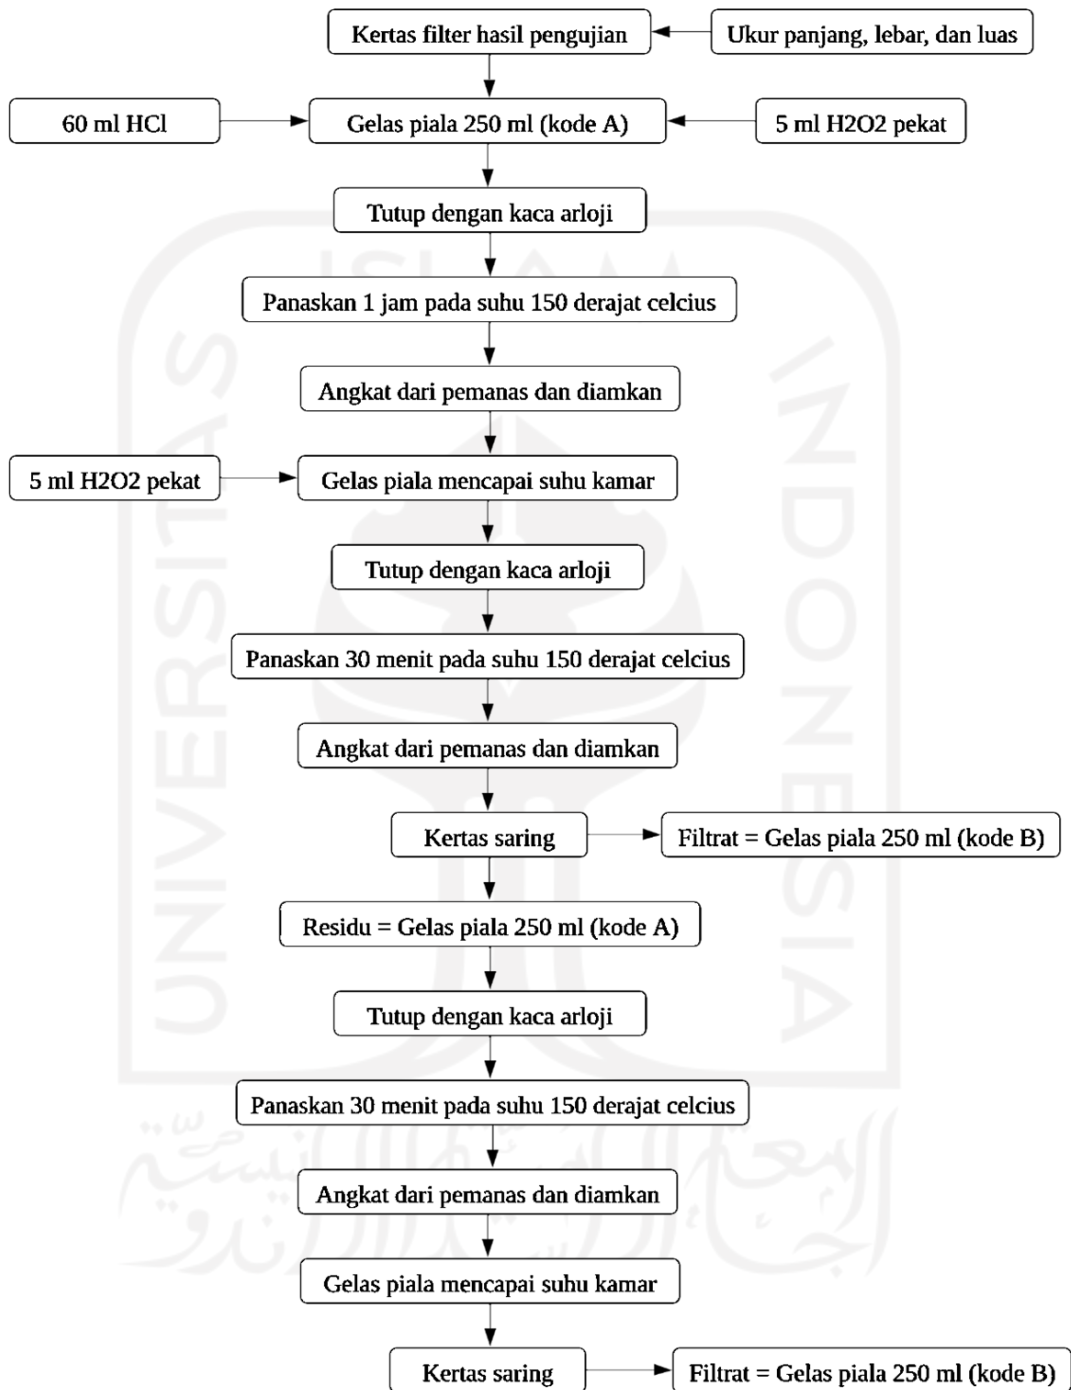 Kertas filter hasil pengujian
Ukur panjang, lebar, dan luas
60 ml HCl
Gelas piala 250 ml (kode A)
5 ml H2O2 pekat
Tutup dengan kaca arloji
Panaskan 1 jam pada suhu 150 derajat celcius
Angkat dari pemanas dan diamkan
5 ml H2O2 pekat
Gelas piala mencapai suhu kamar
Tutup dengan kaca arloji
Panaskan 30 menit pada suhu 150 derajat celcius
Angkat dari pemanas dan diamkan
Kertas saring
Filtrat = Gelas piala 250 ml (kode B)
Residu = Gelas piala 250 ml (kode A)
Tutup dengan kaca arloji
Panaskan 30 menit pada suhu 150 derajat celcius
Angkat dari pemanas dan diamkan
Gelas piala mencapai suhu kamar
Kertas saring
Filtrat = Gelas piala 250 ml (kode B)
UNIVERSITAS
ISLAM
INDONESIA